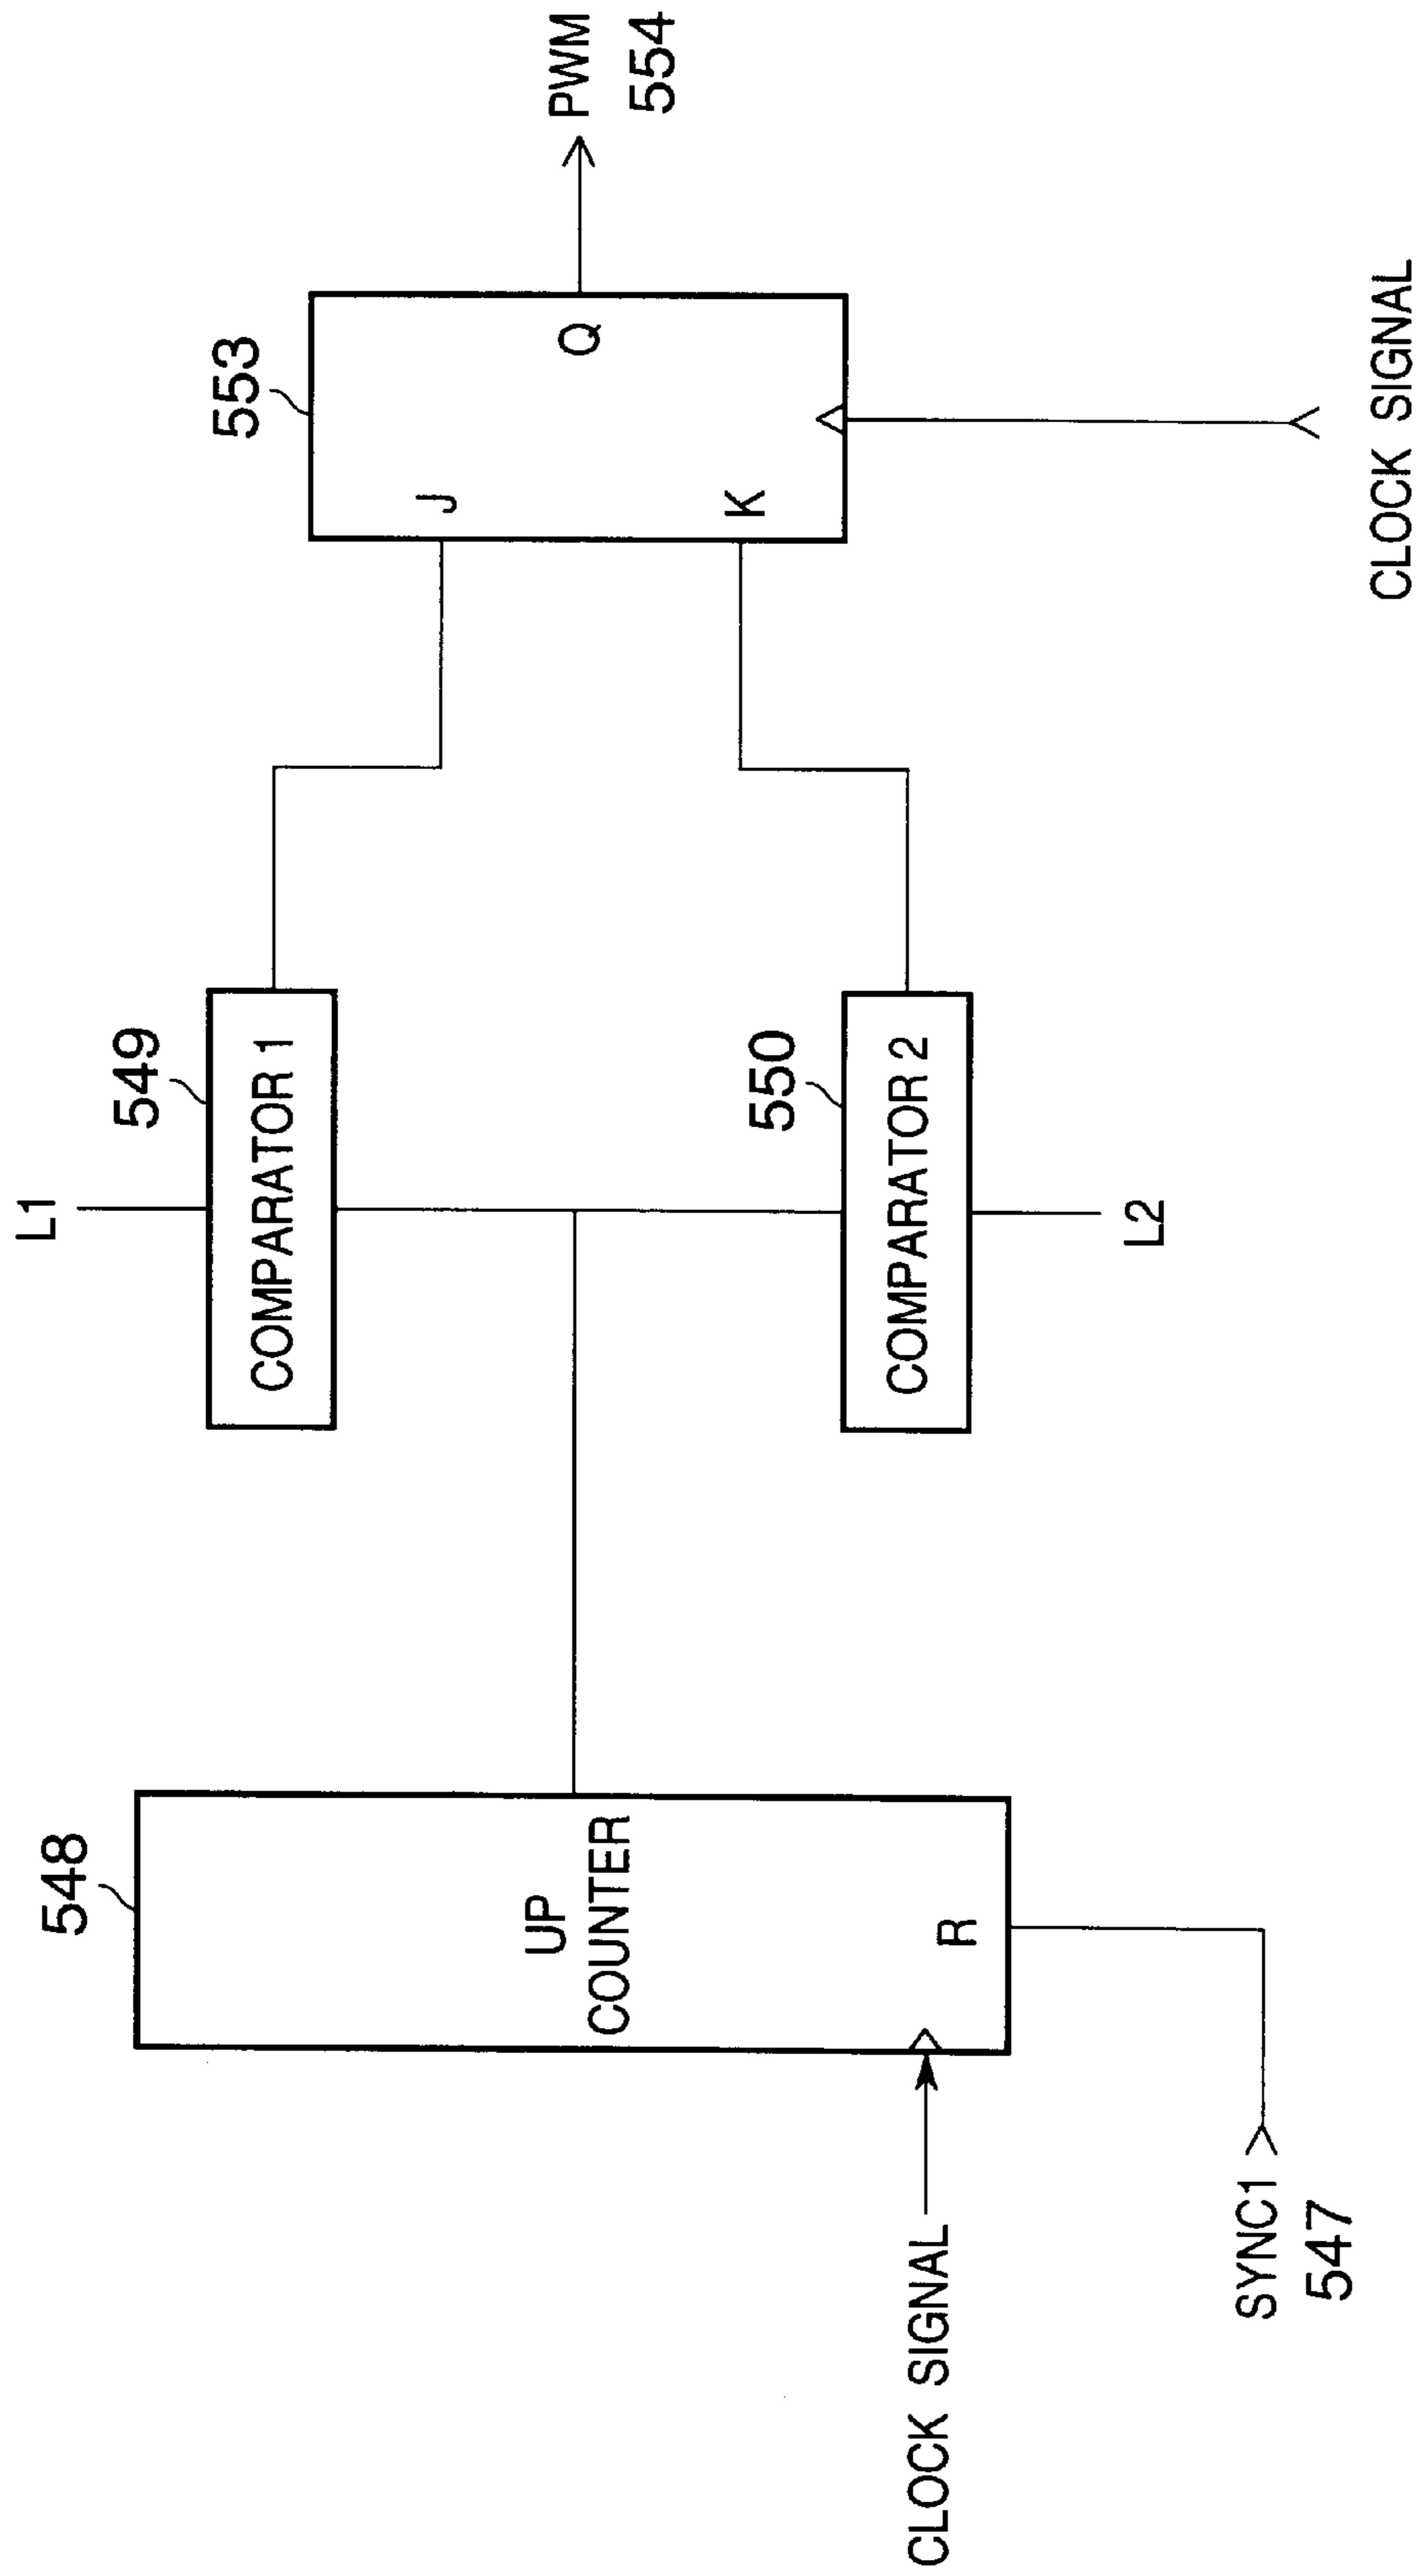 548
UP
COUNTER
R
CLOCK SIGNAL
SYNC1
547
L1
549
COMPARATOR 1
550
COMPARATOR 2
L2
553
J
K
Q
CLOCK SIGNAL
PWM
554